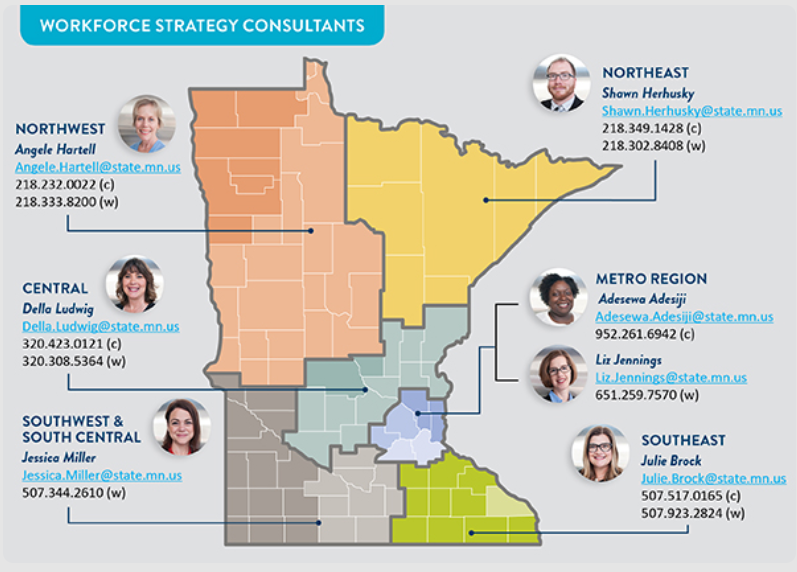 WORKFORCE STRATEGY CONSULTANTS
NORTHWEST
Angele Hartell
Angele.Hartell@state.mn.us
218.232.0022 (c)
218.333.8200 (w)
NORTHEAST
Shawn Herhusky
Shawn.Herhusky@state.mn.us
218.349.1428 (c)
218.302.8408 (w)
CENTRAL
Della Ludwig
Della.Ludwig@state.mn.us
320.423.0121 (c)
320.308.5364 (w)
METRO REGION
Adesewa Adesiji
Adesewa.Adesiji@state.mn.us
952.261.6942 (c)
Liz Jennings
Liz.Jennings@state.mn.us
651.259.7570 (w)
SOUTHWEST &
SOUTH CENTRAL
Jessica Miller
Jessica.Miller@state.mn.us
507.344.2610 (w)
SOUTHEAST
Julie Brock
Julie.Brock@state.mn.us
507.517.0165 (c)
507.923.2824 (w)